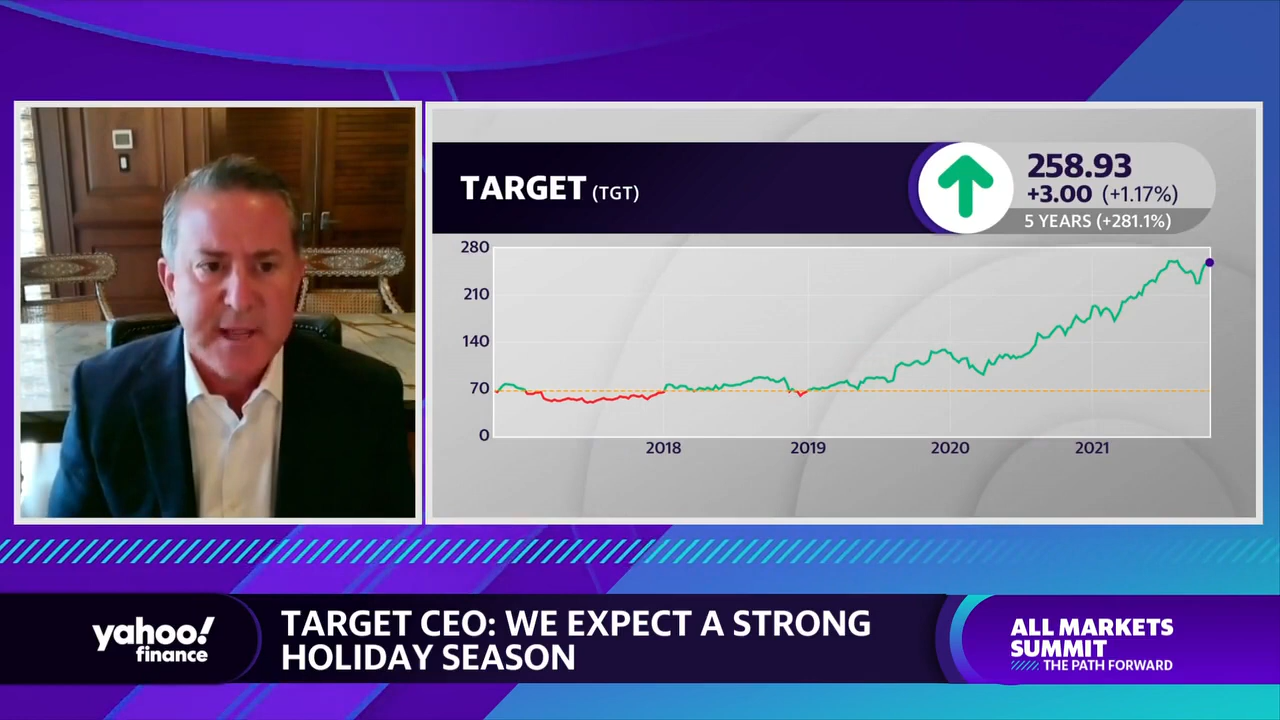 TARGET (TGT)
258.93
+3.00 (+1.17%)
5 YEARS (+281.1%)
280
210
140
70
0
2018
2019
2020
2021
yahoo!
finance
TARGET CEO: WE EXPECT A STRONG
HOLIDAY SEASON
ALL MARKETS
SUMMIT
THE PATH FORWARD